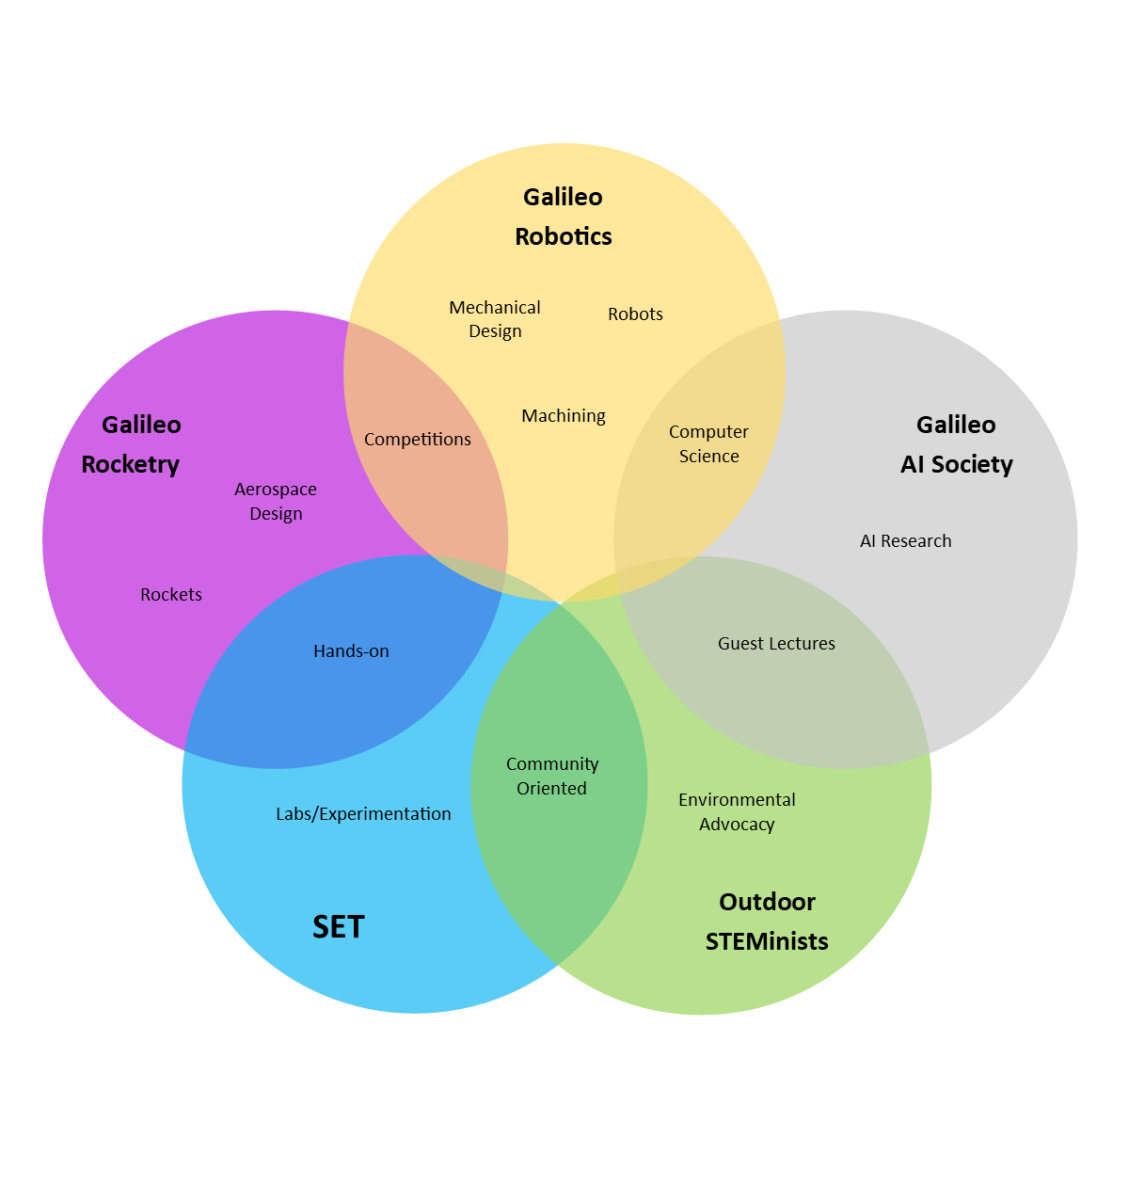 Galileo
Robotics
Mechanical
Design
Robots
Machining
Competitions
Computer
Science
Galileo
Rocketry
Aerospace
Design
Rockets
Galileo
AI Society
AI Research
Hands-on
Guest Lectures
Community
Oriented
Labs/Experimentation
Environmental
Advocacy
SET
Outdoor
STEMinists